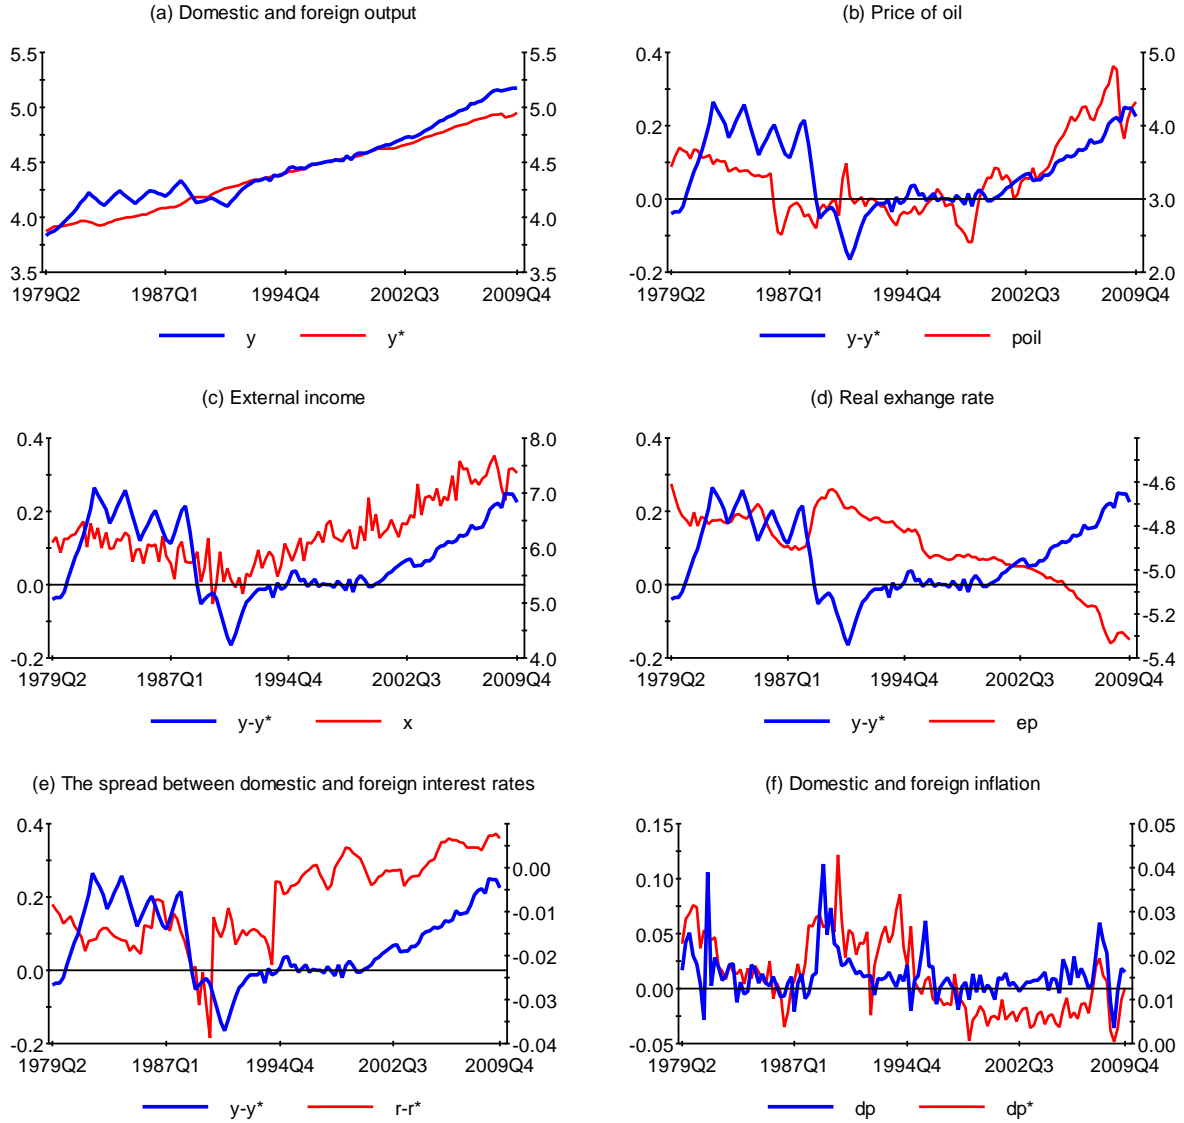 (a) Domestic and foreign output
5.5 5.5
5.0 5.0
4.5 4.5
4.0 4.0
3.5 3.5
1979Q2 1987Q1 1994Q4 2002Q3 2009Q4
y y*
(b) Price of oil
0.4 5.0
0.2 4.0
0.0 3.0
-0.2 2.0
1979Q2 1987Q1 1994Q4 2002Q3 2009Q4
y-y* poil
(c) External income
0.4 8.0
7.0
0.2
6.0
0.0
5.0
-0.2 4.0
1979Q2 1987Q1 1994Q4 2002Q3 2009Q4
y-y* x
(d) Real exhange rate
0.4
-4.6
0.2
-4.8
0.0 -5.0
-5.2
-0.2 -5.4
1979Q2 1987Q1 1994Q4 2002Q3 2009Q4
y-y* ep
(e) The spread between domestic and foreign interest rates
0.4
0.00
0.2
-0.01
-0.02
0.0
-0.03
-0.2 -0.04
1979Q2 1987Q1 1994Q4 2002Q3 2009Q4
y-y* r-r*
(f) Domestic and foreign inflation
0.15 0.05
0.10 0.04
0.05 0.03
0.02
0.00
0.01
-0.05 0.00
1979Q2 1987Q1 1994Q4 2002Q3 2009Q4
dp dp*